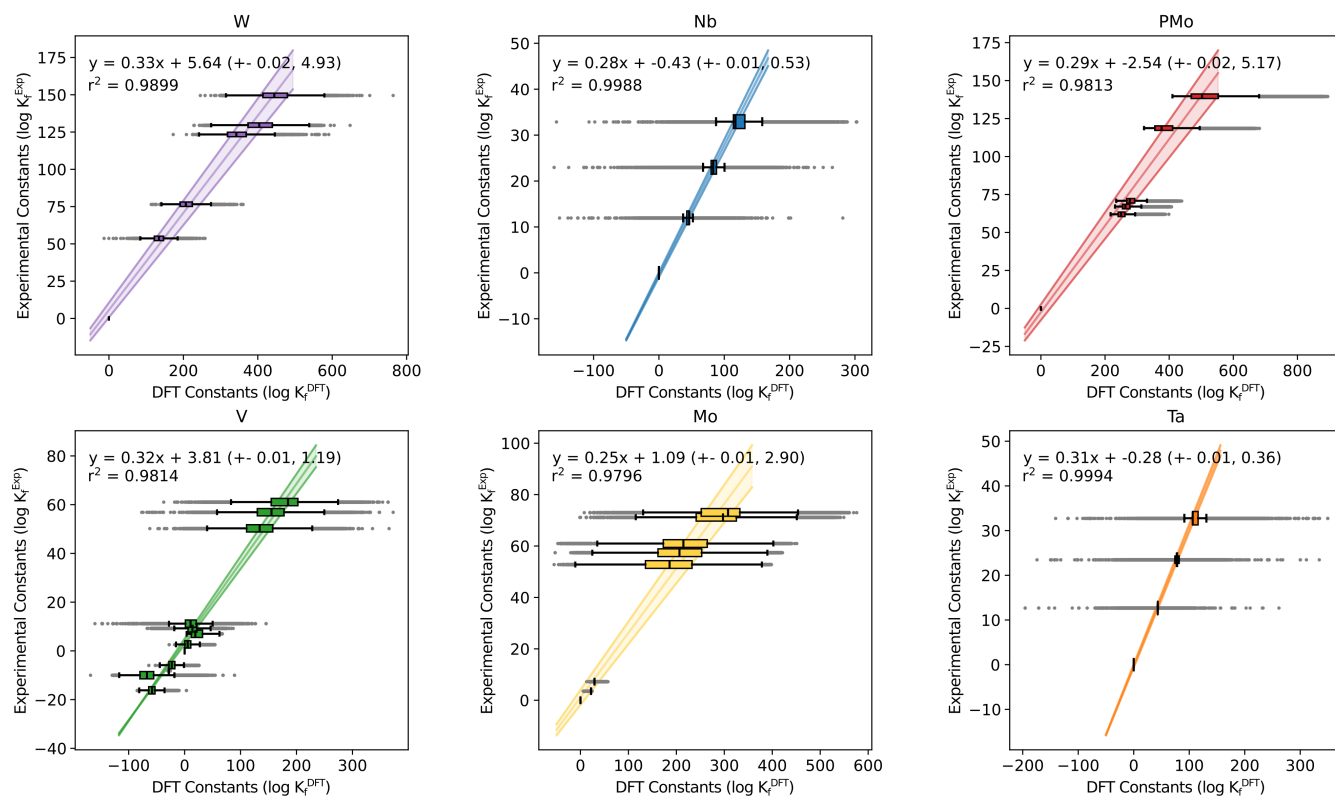 W
y = 0.33x + 5.64 (+- 0.02, 4.93)
r² = 0.9899
175
150
125
100
75
50
25
0
Experimental Constants (log K_f^Exp)
0
200
400
600
800
DFT Constants (log K_f^DFT)
Nb
y = 0.28x + -0.43 (+- 0.01, 0.53)
r² = 0.9988
50
40
30
20
10
0
−10
Experimental Constants (log K_f^Exp)
−100
0
100
200
300
DFT Constants (log K_f^DFT)
PMo
y = 0.29x + -2.54 (+- 0.02, 5.17)
r² = 0.9813
175
150
125
100
75
50
25
0
−25
Experimental Constants (log K_f^Exp)
0
200
400
600
800
DFT Constants (log K_f^DFT)
V
y = 0.32x + 3.81 (+- 0.01, 1.19)
r² = 0.9814
80
60
40
20
0
−20
−40
Experimental Constants (log K_f^Exp)
−100
0
100
200
300
DFT Constants (log K_f^DFT)
Mo
y = 0.25x + 1.09 (+- 0.01, 2.90)
r² = 0.9796
100
80
60
40
20
0
Experimental Constants (log K_f^Exp)
0
100
200
300
400
500
600
DFT Constants (log K_f^DFT)
Ta
y = 0.31x + -0.28 (+- 0.01, 0.36)
r² = 0.9994
50
40
30
20
10
0
−10
Experimental Constants (log K_f^Exp)
−200
−100
0
100
200
300
DFT Constants (log K_f^DFT)